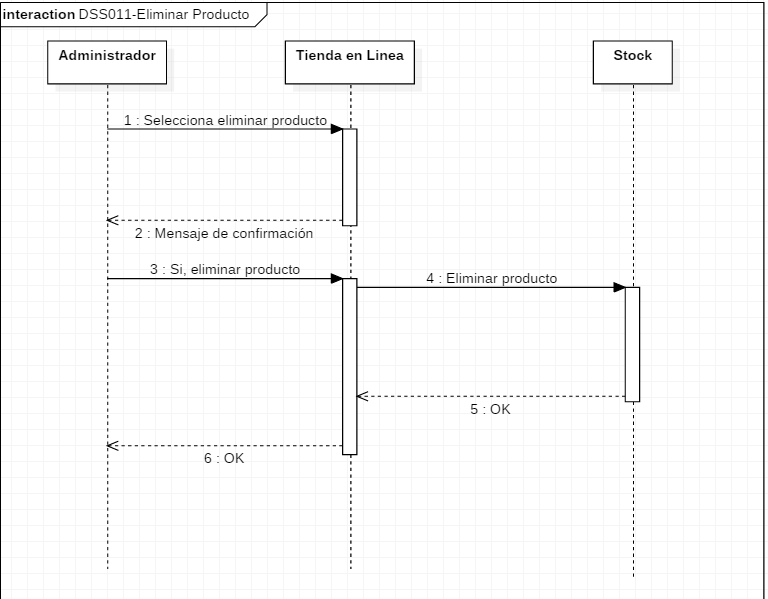 interaction DSS011-Eliminar Producto
Administrador
Tienda en Linea
Stock
1 : Selecciona eliminar producto
2 : Mensaje de confirmación
3 : Si, eliminar producto
4 : Eliminar producto
5 : OK
6 : OK